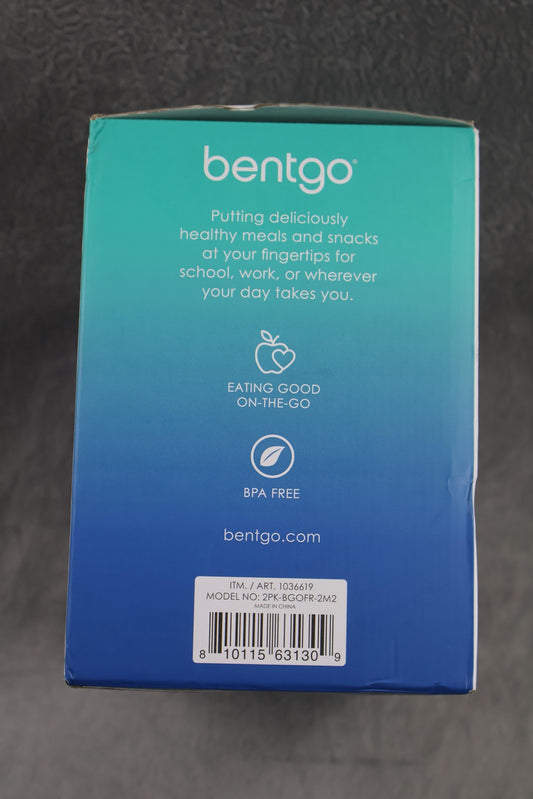 bentgo®
Putting deliciously
healthy meals and snacks
at your fingertips for
school, work, or wherever
your day takes you.
EATING GOOD
ON-THE-GO
BPA FREE
bentgo.com
ITM. / ART. 1036619
MODEL NO: 2PK-BGOFR-2M2
MADE IN CHINA
8 10115 63130 9